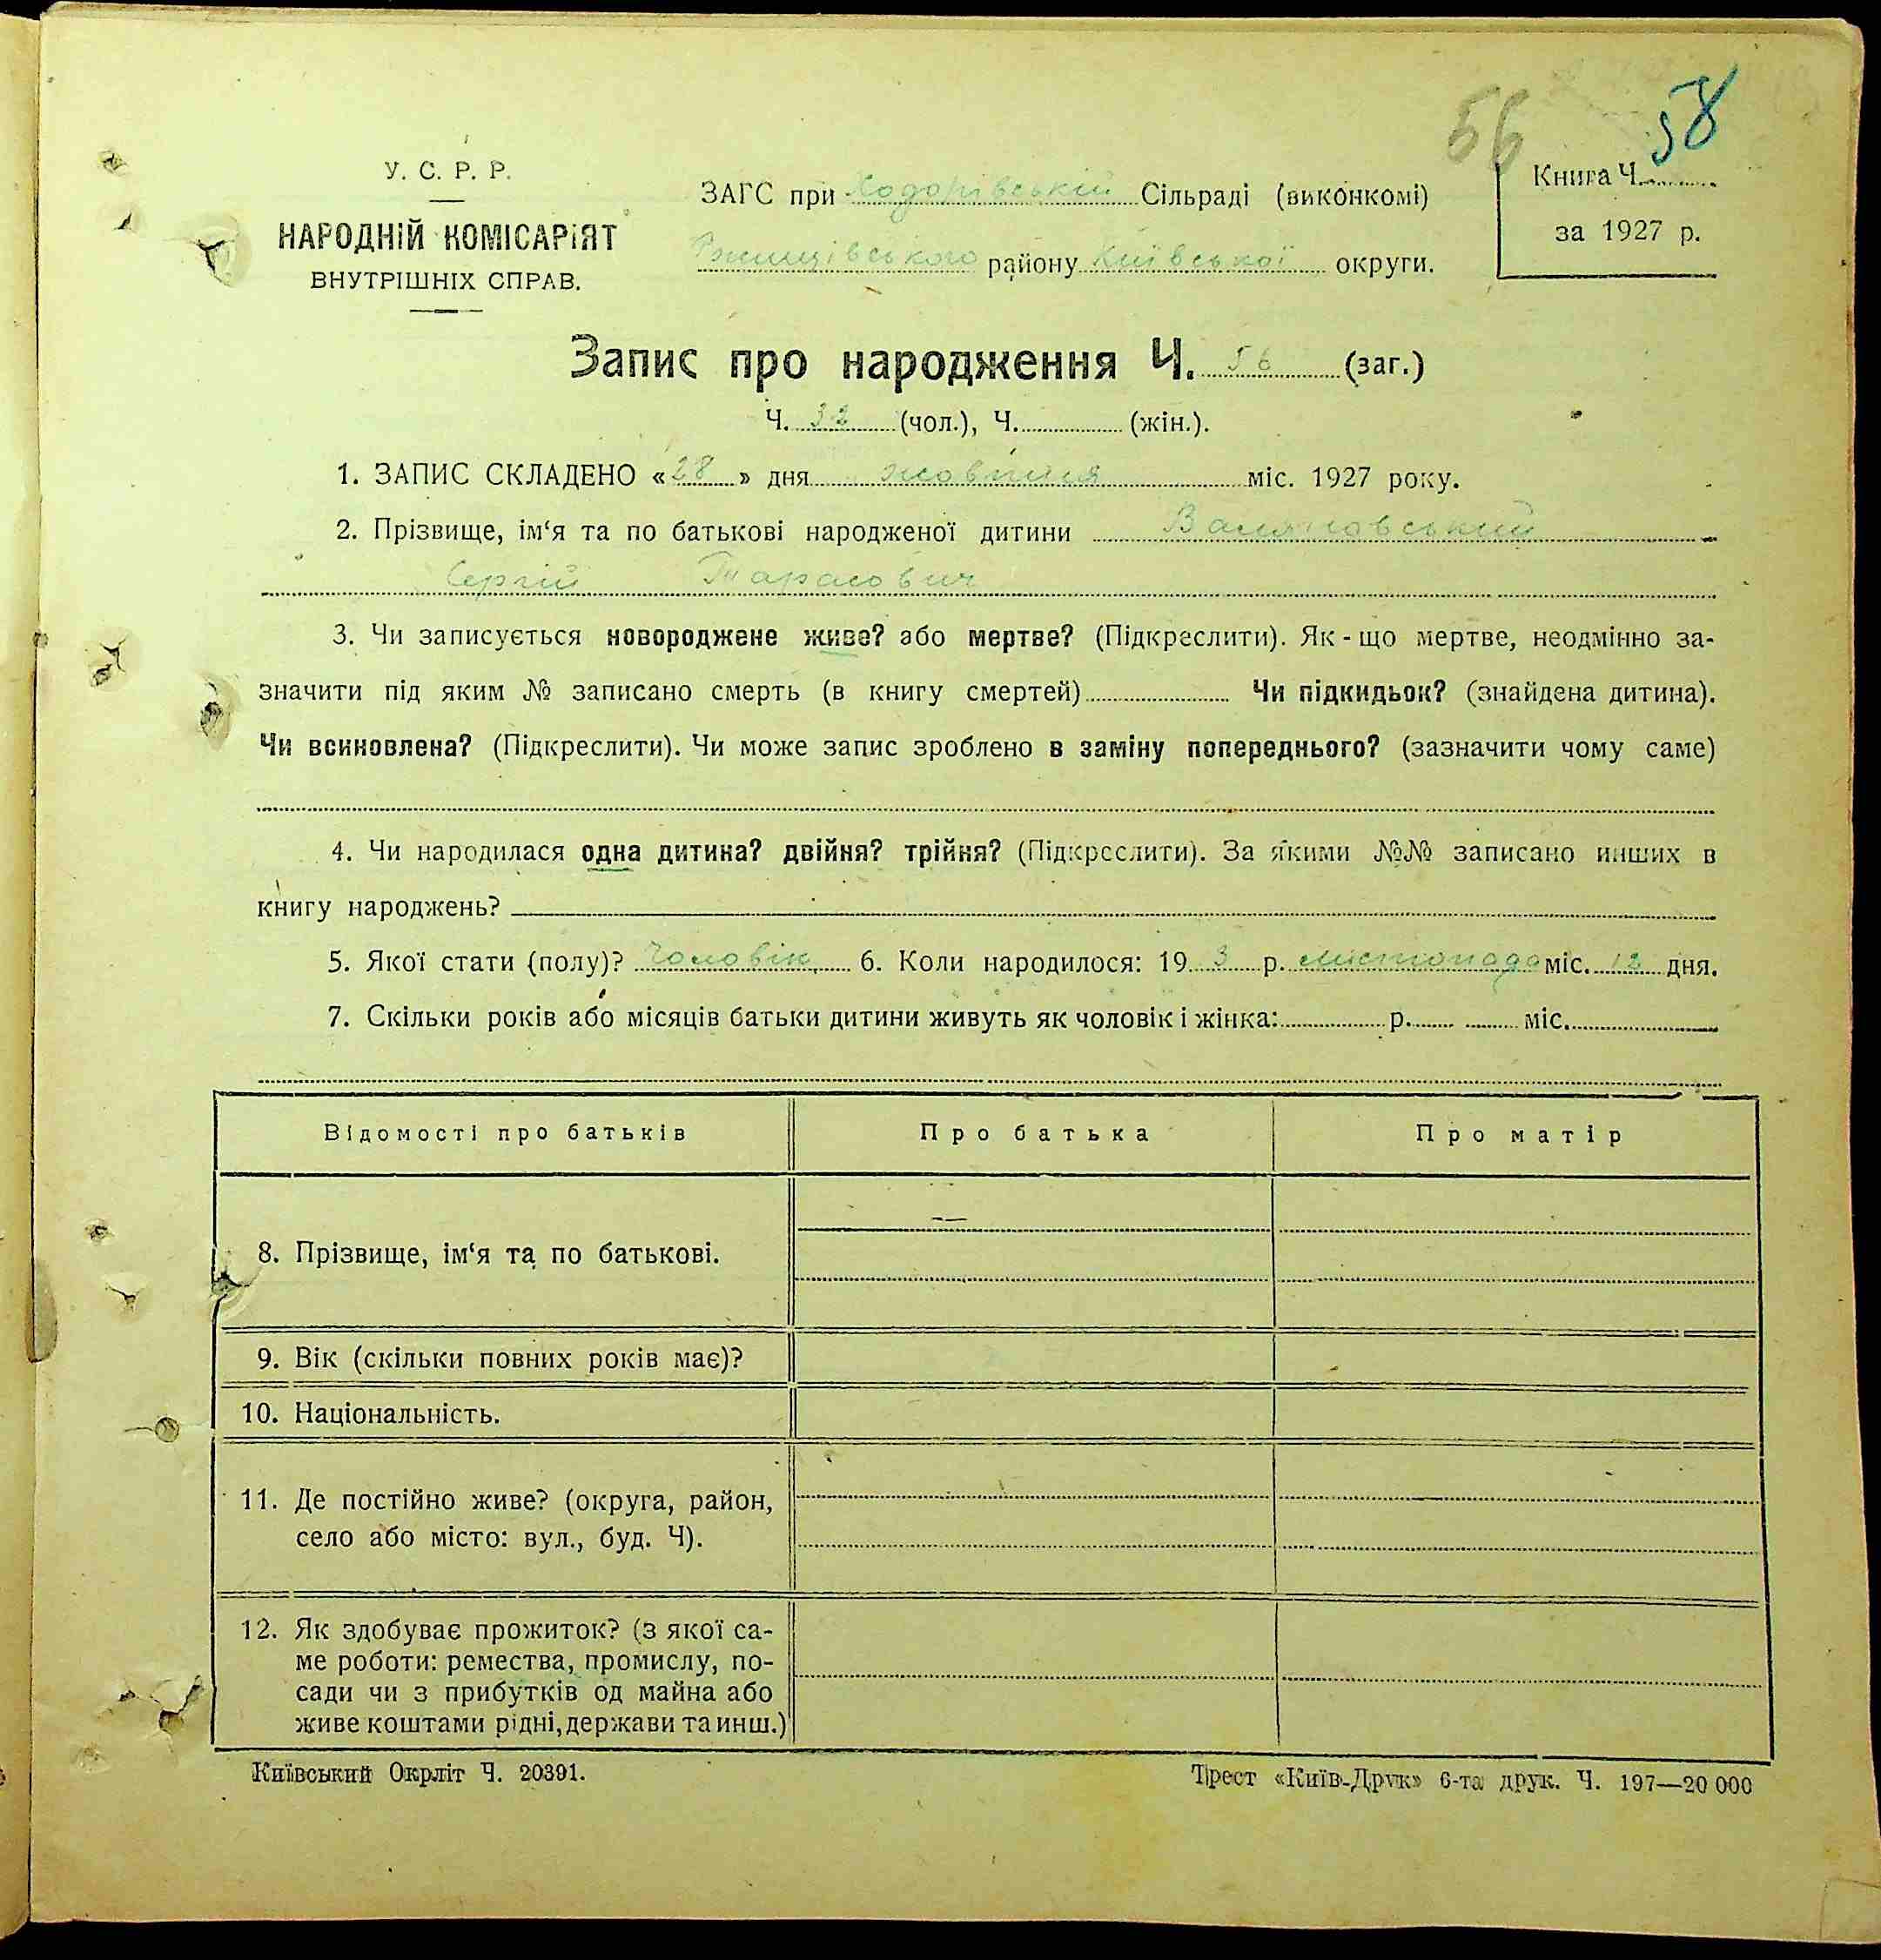 56 58
У. С. Р. Р.
НАРОДНІЙ КОМІСАРІЯТ
ВНУТРІШНІХ СПРАВ.
ЗАГС при Ходорівській Сільраді (виконкомі)
Ржищівського району Київської округи.
Книга Ч.
за 1927 р.
Запис про народження Ч. 56 (заг.)
Ч. 32 (чол.), Ч. (жін.).
1. ЗАПИС СКЛАДЕНО «28» дня жовтня міс. 1927 року.
2. Прізвище, ім‘я та по батькові народженої дитини
Сергій Тарасович
3. Чи записується новороджене живе? або мертве? (Підкреслити). Як-що мертве, неодмінно за-
значити під яким № записано смерть (в книгу смертей) Чи підкидьок? (знайдена дитина).
Чи всиновлена? (Підкреслити). Чи може запис зроблено в заміну попереднього? (зазначити чому саме)
4. Чи народилася одна дитина? двійня? трійня? (Підкреслити). За якими №№ записано инших в
книгу народжень?
5. Якої стати (полу)? Чоловік. 6. Коли народилося: 19 3 р. листопада міс. 12 дня.
7. Скільки років або місяців батьки дитини живуть як чоловік і жінка: р. міс.
Відомості про батьків Про батька Про матір
8. Прізвище, ім‘я та по батькові.
9. Вік (скільки повних років має)?
10. Національність.
11. Де постійно живе? (округа, район,
село або місто: вул., буд. Ч).
12. Як здобуває прожиток? (з якої са-
ме роботи: ремества, промислу, по-
сади чи з прибутків од майна або
живе коштами рідні, держави та инш.)
Київський Окрліт Ч. 20391.
Трест «Київ-Друк» 6-та друк. Ч. 197—20 000